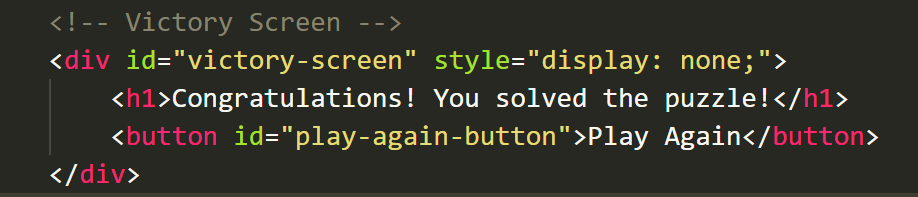 <!-- Victory Screen -->
<div id="victory-screen" style="display: none;">
<h1>Congratulations! You solved the puzzle!</h1>
<button id="play-again-button">Play Again</button>
</div>